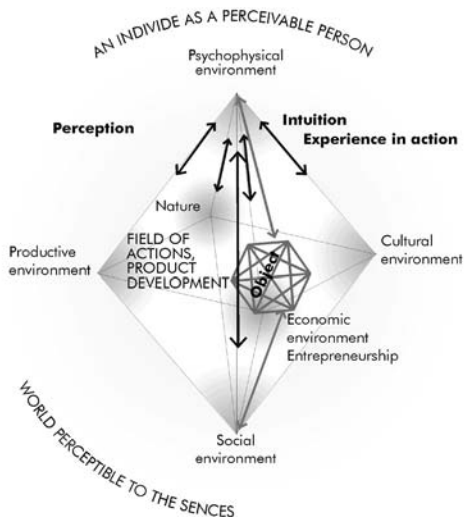 AN INDIVIDE AS A PERCEIVABLE PERSON
Psychophysical
environment
Perception
Intuition
Experience in action
Nature
Productive
environment
FIELD OF
ACTIONS,
PRODUCT
DEVELOPMENT
Object
Cultural
environment
Economic
environment
Entrepreneurship
Social
environment
WORLD PERCEPTIBLE TO THE SENCES